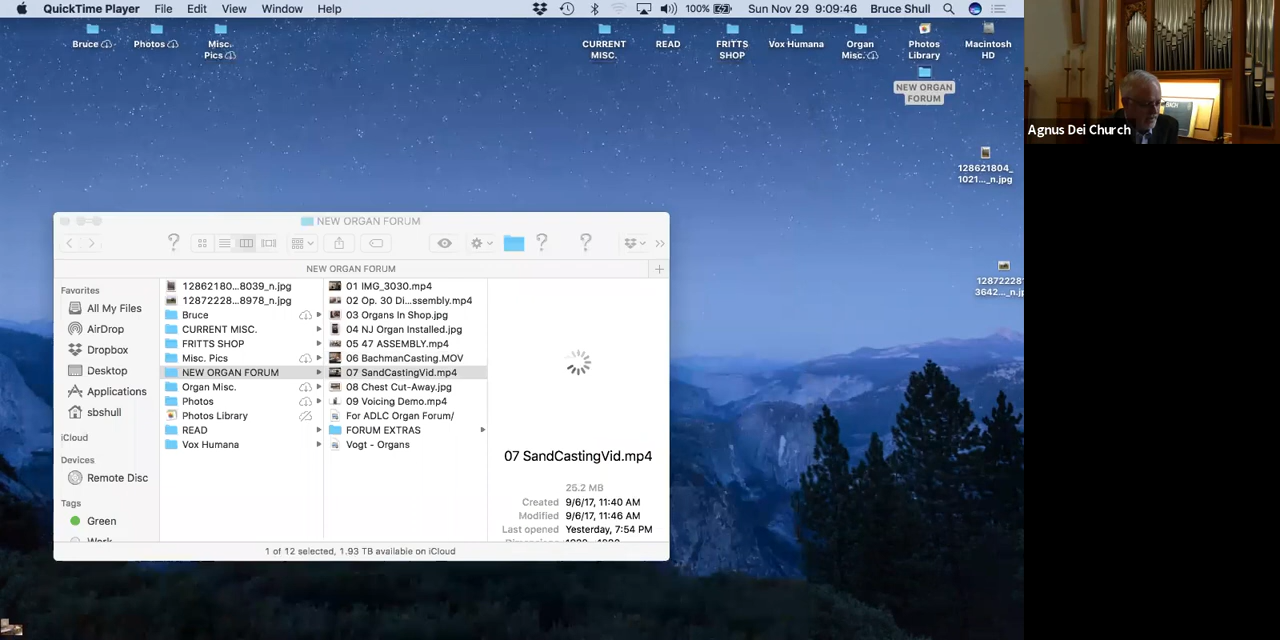 QuickTime Player File Edit View Window Help 100% Sun Nov 29 9:09:46 Bruce Shull
Bruce
Photos
Misc.
Pics
CURRENT
MISC.
READ
FRITTS
SHOP
Vox Humana
Organ
Misc.
Photos
Library
Macintosh
HD
NEW ORGAN
FORUM
128621804_
1021..._n.jpg
12872228
3642..._n.jp
Agnus Dei Church
BACH
NEW ORGAN FORUM
NEW ORGAN FORUM
Favorites
All My Files
AirDrop
Dropbox
Desktop
Applications
sbshull
iCloud
Devices
Remote Disc
Tags
Green
Work
12862180...8039_n.jpg
12872228...8978_n.jpg
Bruce
CURRENT MISC.
FRITTS SHOP
Misc. Pics
NEW ORGAN FORUM
Organ Misc.
Photos
Photos Library
READ
Vox Humana
01 IMG_3030.mp4
02 Op. 30 Di...ssembly.mp4
03 Organs In Shop.jpg
04 NJ Organ Installed.jpg
05 47 ASSEMBLY.mp4
06 BachmanCasting.MOV
07 SandCastingVid.mp4
08 Chest Cut-Away.jpg
09 Voicing Demo.mp4
For ADLC Organ Forum/
FORUM EXTRAS
Vogt - Organs
07 SandCastingVid.mp4
25.2 MB
Created 9/6/17, 11:40 AM
Modified 9/6/17, 11:46 AM
Last opened Yesterday, 7:54 PM
1 of 12 selected, 1.93 TB available on iCloud